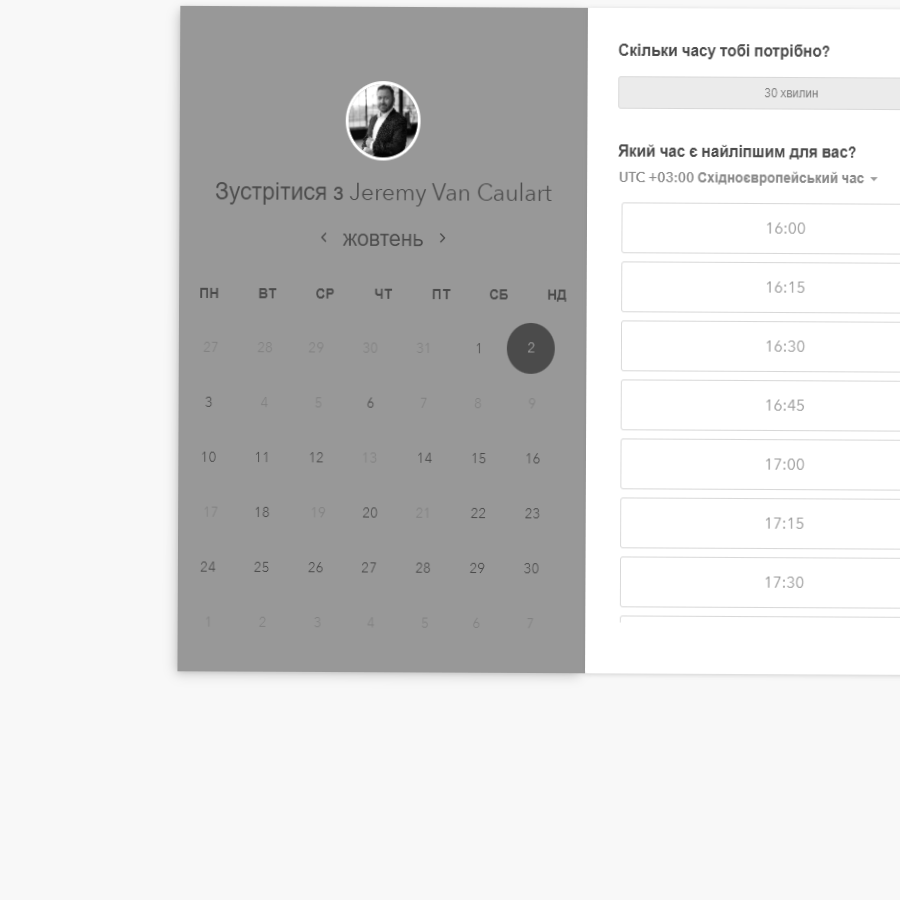 Зустрітися з Jeremy Van Caulart
жовтень
ПН ВТ СР ЧТ ПТ СБ НД
27 28 29 30 31 1 2
3 4 5 6 7 8 9
10 11 12 13 14 15 16
17 18 19 20 21 22 23
24 25 26 27 28 29 30
1 2 3 4 5 6 7
Скільки часу тобі потрібно?
30 хвилин
Який час є найліпшим для вас?
UTC +03:00 Східноєвропейський час
16:00
16:15
16:30
16:45
17:00
17:15
17:30